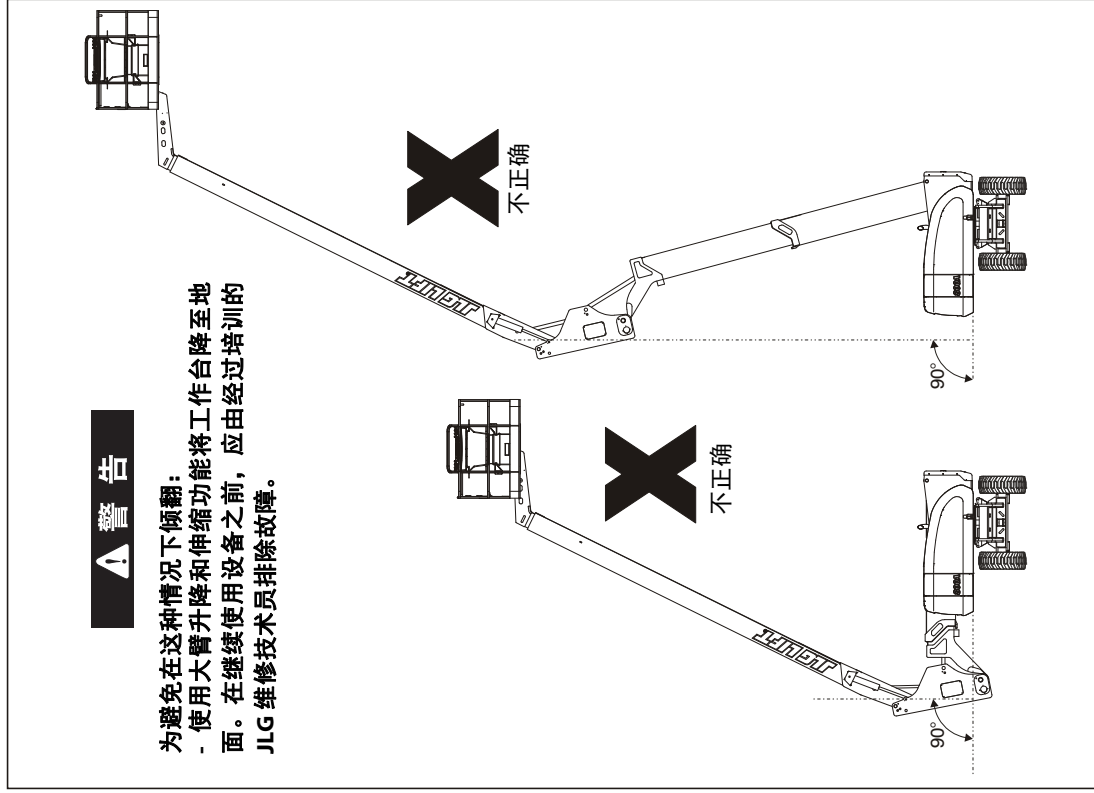 警告
为避免在这种情况下倾翻：
- 使用大臂升降和伸缩功能将工作台降至地
面。在继续使用设备之前，应由经过培训的
JLG 维修技术员排除故障。
JLGLIFT
不正确
90°
JLGLIFT
不正确
90°